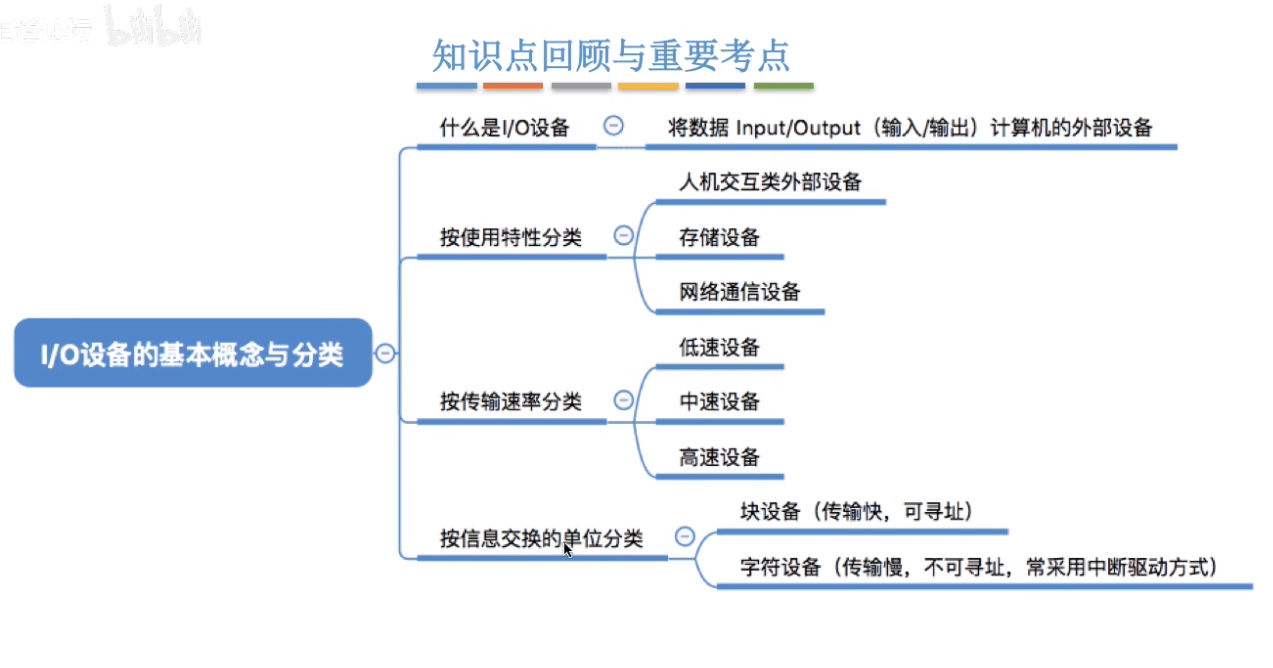 bilibili
知识点回顾与重要考点
什么是I/O设备
将数据 Input/Output（输入/输出）计算机的外部设备
按使用特性分类
人机交互类外部设备
存储设备
网络通信设备
I/O设备的基本概念与分类
按传输速率分类
低速设备
中速设备
高速设备
按信息交换的单位分类
块设备（传输快，可寻址）
字符设备（传输慢，不可寻址，常采用中断驱动方式）